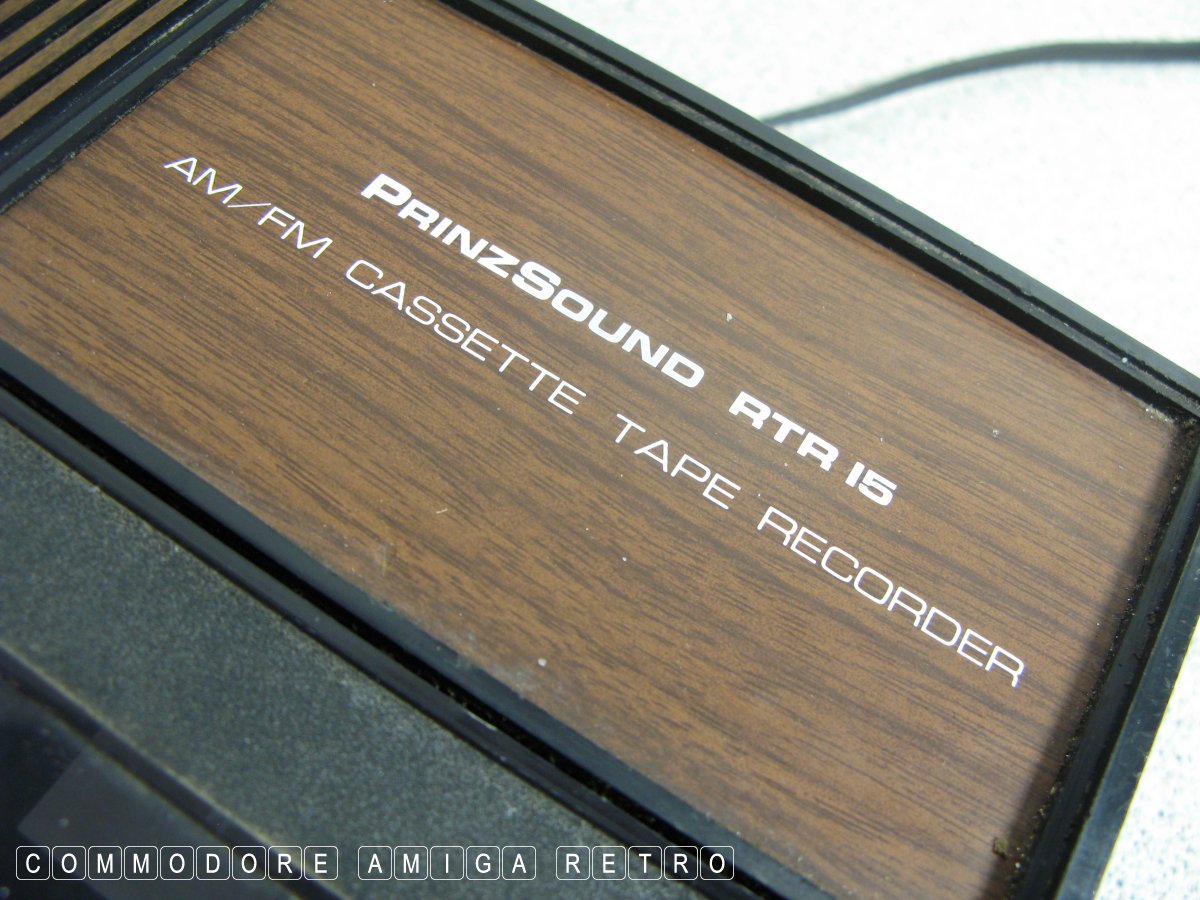 PRINZSOUND RTR 15
AM/FM CASSETTE TAPE RECORDER
COMMODORE AMIGA RETRO